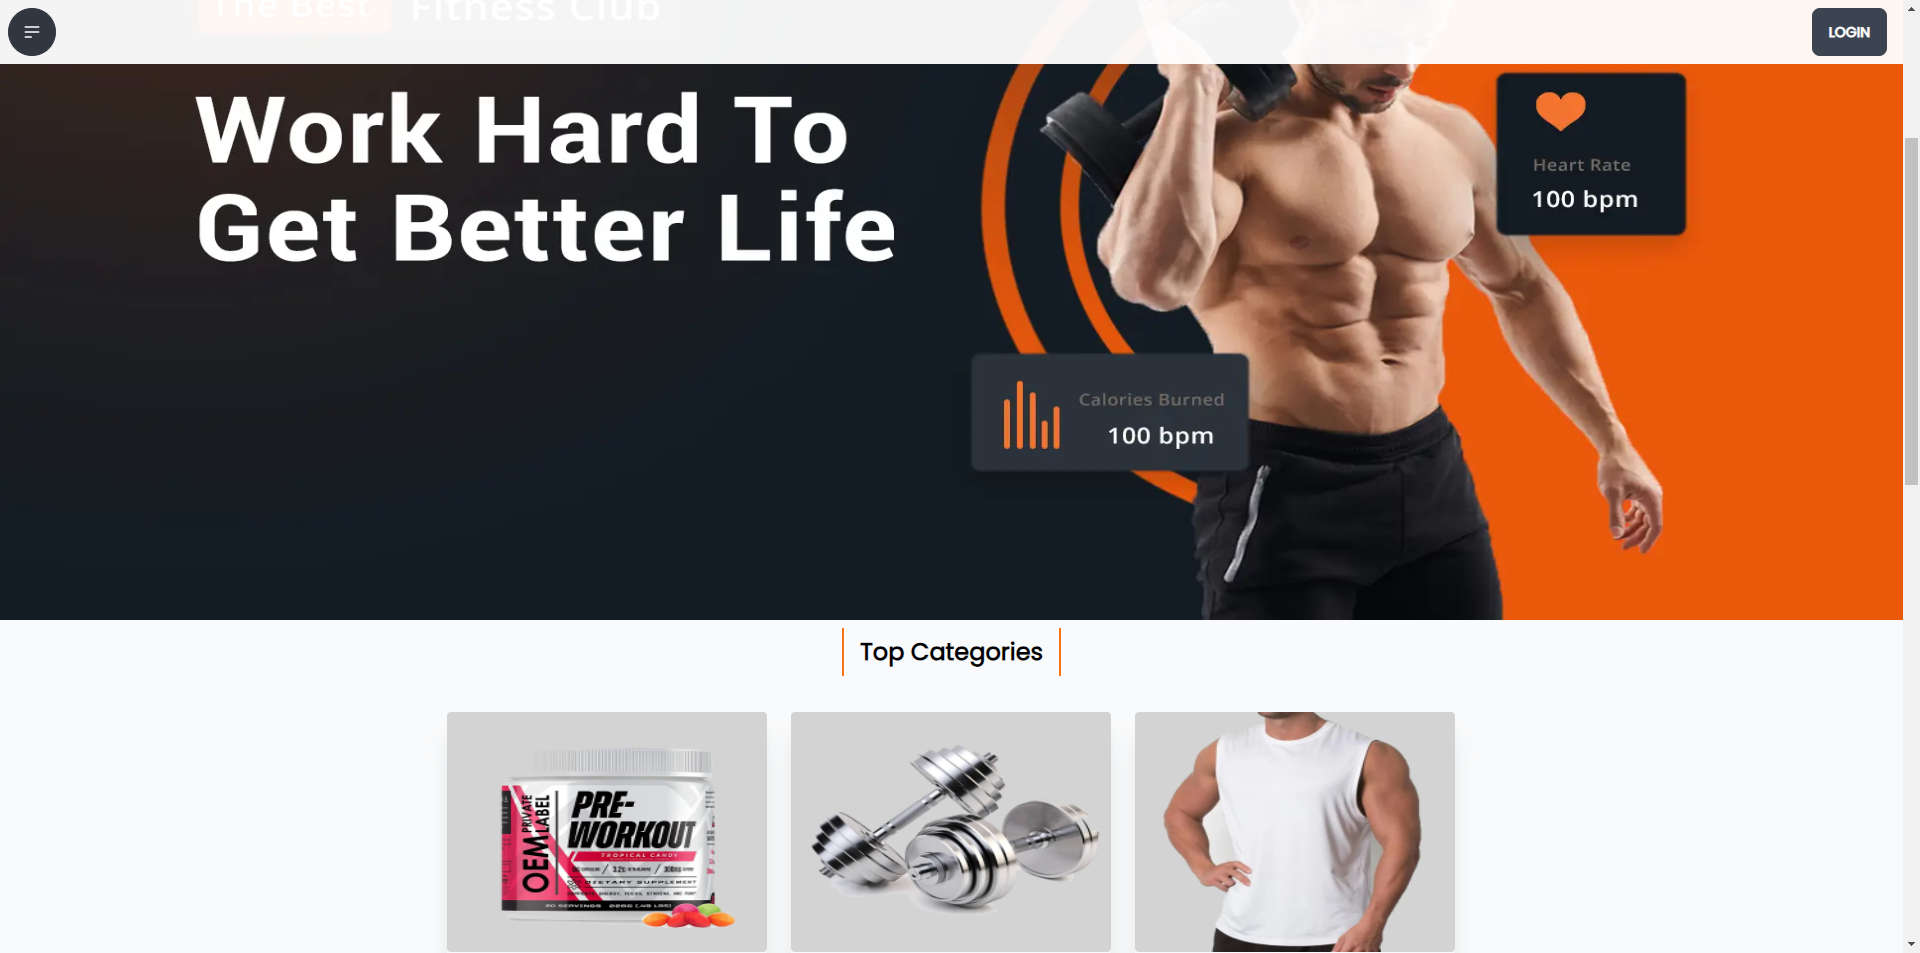 The Best Fitness Club
LOGIN
Work Hard To
Get Better Life
Heart Rate
100 bpm
Calories Burned
100 bpm
Top Categories
OEM PRIVATE LABEL
PRE-
WORKOUT
TROPICAL CANDY
DIETARY SUPPLEMENT
20 SERVINGS